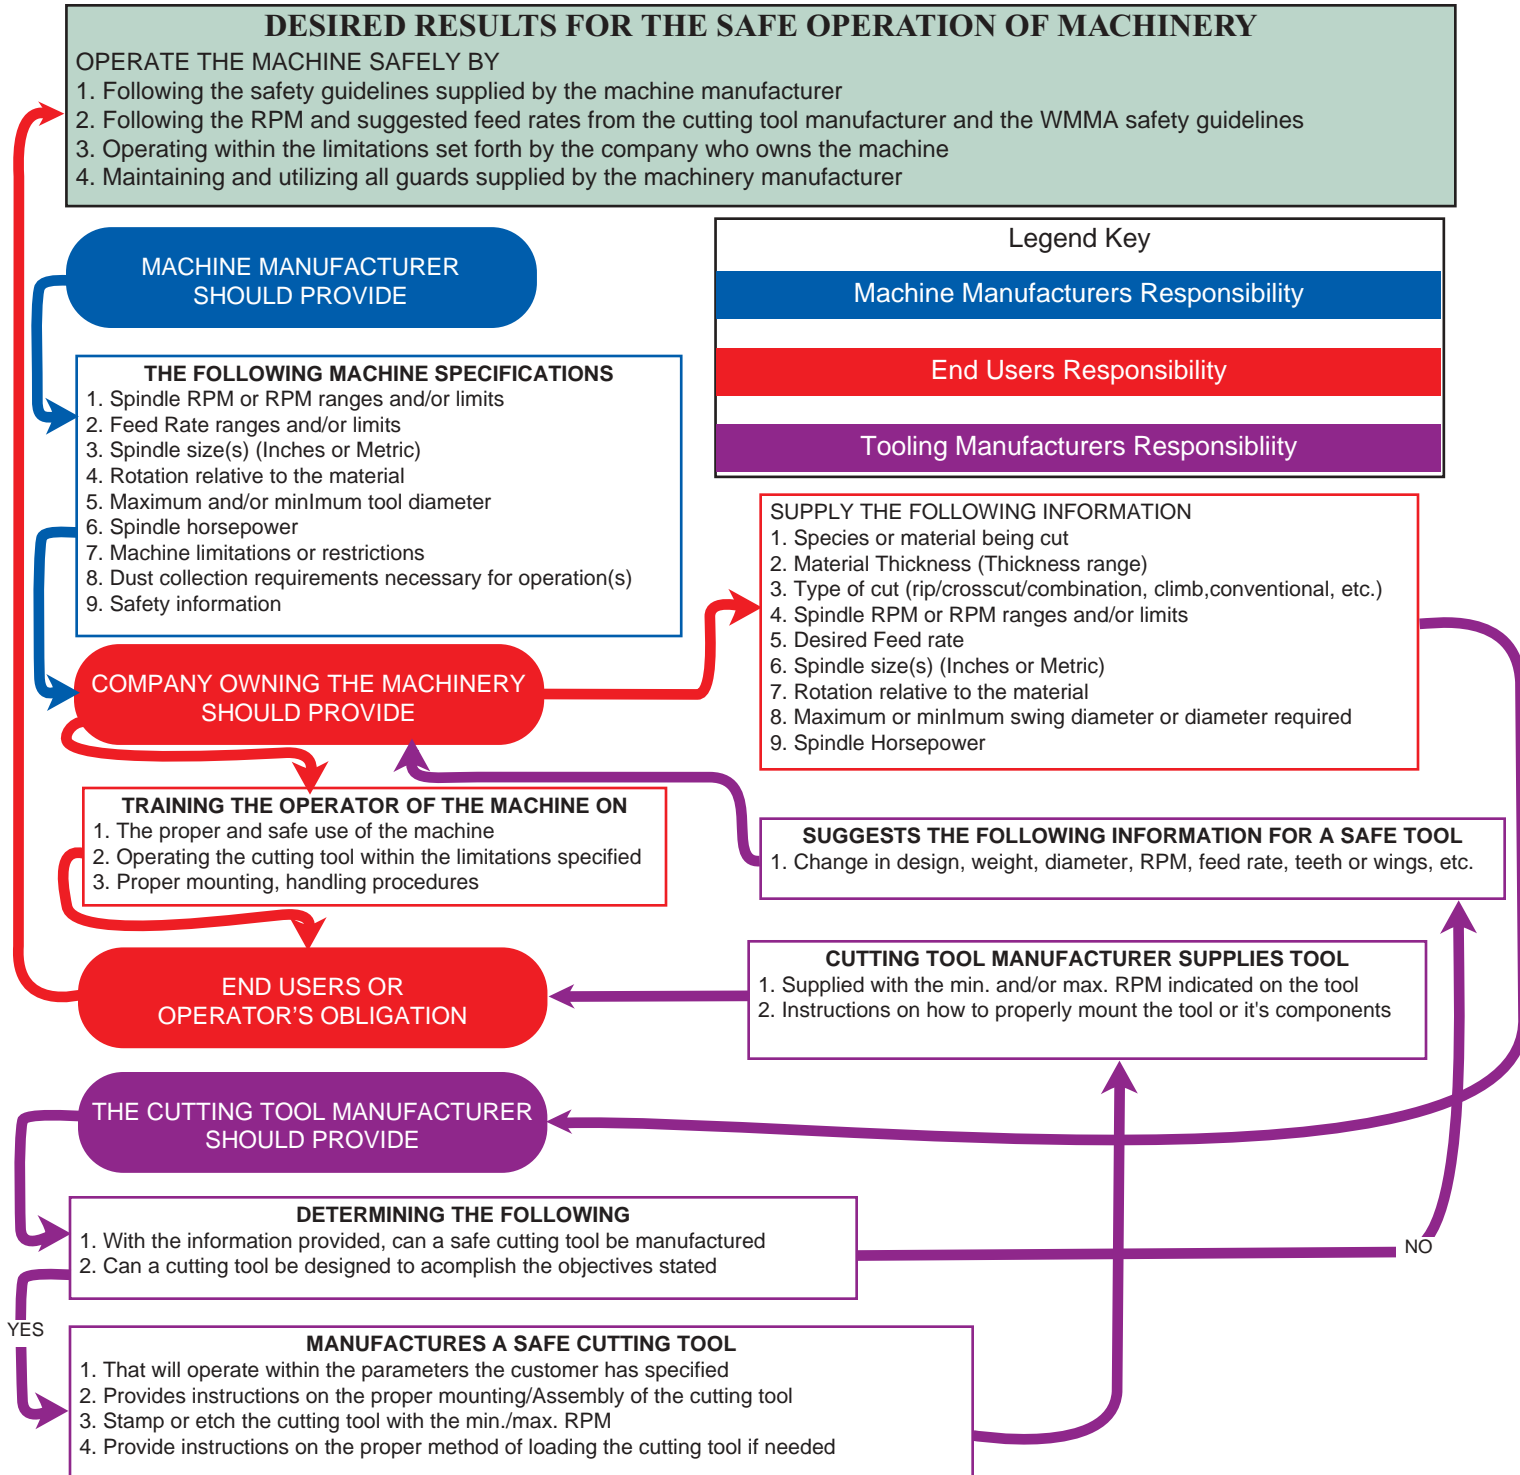 DESIRED RESULTS FOR THE SAFE OPERATION OF MACHINERY
OPERATE THE MACHINE SAFELY BY
1. Following the safety guidelines supplied by the machine manufacturer
2. Following the RPM and suggested feed rates from the cutting tool manufacturer and the WMMA safety guidelines
3. Operating within the limitations set forth by the company who owns the machine
4. Maintaining and utilizing all guards supplied by the machinery manufacturer
MACHINE MANUFACTURER
SHOULD PROVIDE
Legend Key
Machine Manufacturers Responsibility
End Users Responsibility
Tooling Manufacturers Responsibliity
THE FOLLOWING MACHINE SPECIFICATIONS
1. Spindle RPM or RPM ranges and/or limits
2. Feed Rate ranges and/or limits
3. Spindle size(s) (Inches or Metric)
4. Rotation relative to the material
5. Maximum and/or minImum tool diameter
6. Spindle horsepower
7. Machine limitations or restrictions
8. Dust collection requirements necessary for operation(s)
9. Safety information
SUPPLY THE FOLLOWING INFORMATION
1. Species or material being cut
2. Material Thickness (Thickness range)
3. Type of cut (rip/crosscut/combination, climb,conventional, etc.)
4. Spindle RPM or RPM ranges and/or limits
5. Desired Feed rate
6. Spindle size(s) (Inches or Metric)
7. Rotation relative to the material
8. Maximum or minImum swing diameter or diameter required
9. Spindle Horsepower
COMPANY OWNING THE MACHINERY
SHOULD PROVIDE
TRAINING THE OPERATOR OF THE MACHINE ON
1. The proper and safe use of the machine
2. Operating the cutting tool within the limitations specified
3. Proper mounting, handling procedures
SUGGESTS THE FOLLOWING INFORMATION FOR A SAFE TOOL
1. Change in design, weight, diameter, RPM, feed rate, teeth or wings, etc.
CUTTING TOOL MANUFACTURER SUPPLIES TOOL
1. Supplied with the min. and/or max. RPM indicated on the tool
2. Instructions on how to properly mount the tool or it's components
END USERS OR
OPERATOR'S OBLIGATION
THE CUTTING TOOL MANUFACTURER
SHOULD PROVIDE
DETERMINING THE FOLLOWING
1. With the information provided, can a safe cutting tool be manufactured
2. Can a cutting tool be designed to acomplish the objectives stated
NO
YES
MANUFACTURES A SAFE CUTTING TOOL
1. That will operate within the parameters the customer has specified
2. Provides instructions on the proper mounting/Assembly of the cutting tool
3. Stamp or etch the cutting tool with the min./max. RPM
4. Provide instructions on the proper method of loading the cutting tool if needed